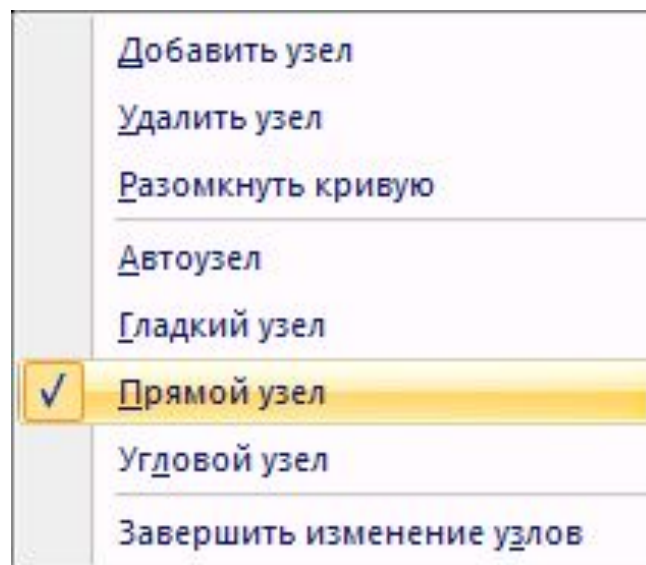 Добавить узел
Удалить узел
Разомкнуть кривую
Автоузел
Гладкий узел
Прямой узел
Угловой узел
Завершить изменение узлов